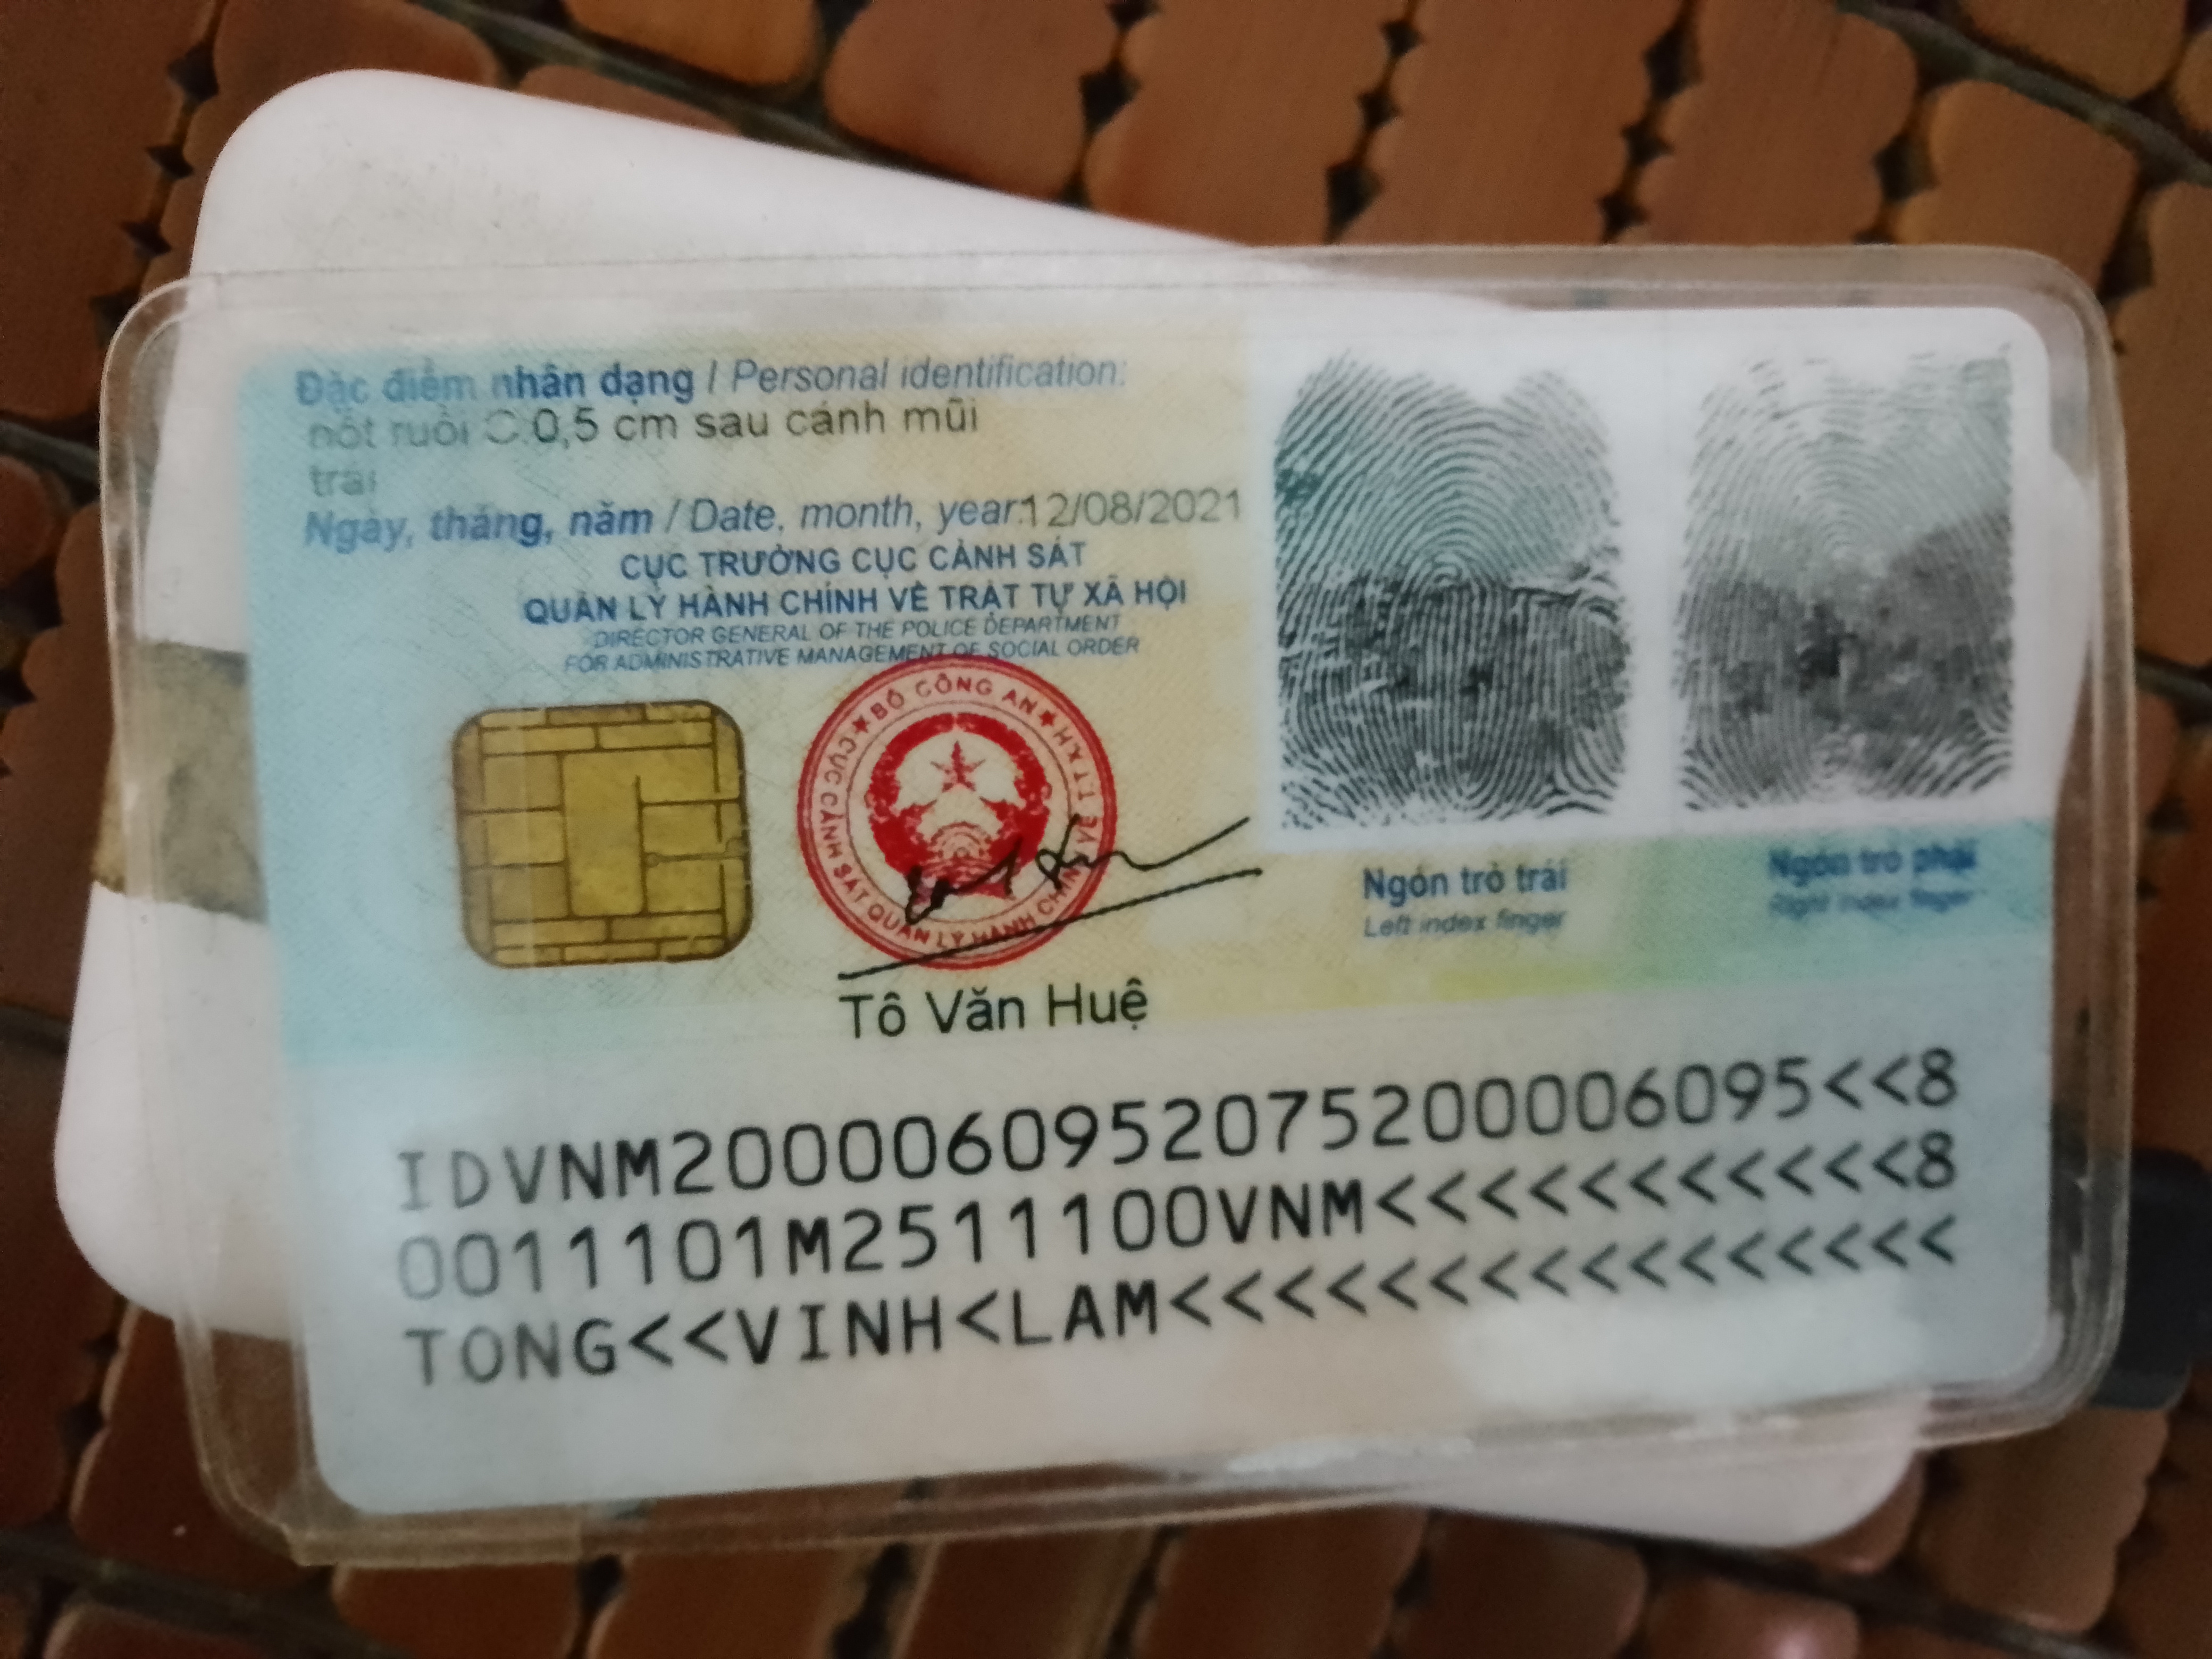 Đặc điểm nhân dạng / Personal identification:
nốt ruồi C:0,5 cm sau cánh mũi
trái
Ngày, tháng, năm / Date, month, year:12/08/2021
CỤC TRƯỞNG CỤC CẢNH SÁT
QUẢN LÝ HÀNH CHÍNH VỀ TRẬT TỰ XÃ HỘI
DIRECTOR GENERAL OF THE POLICE DEPARTMENT
FOR ADMINISTRATIVE MANAGEMENT OF SOCIAL ORDER
BỘ CÔNG AN
CỤC CẢNH SÁT QUẢN LÝ HÀNH CHÍNH VỀ TTXH
Tô Văn Huệ
Ngón trỏ trái
Left index finger
Ngón trỏ phải
Right index finger
IDVNM2000060952075200006095<<8
0011101M2511100VNM<<<<<<<<<<<8
TONG<<VINH<LAM<<<<<<<<<<<<<<<<